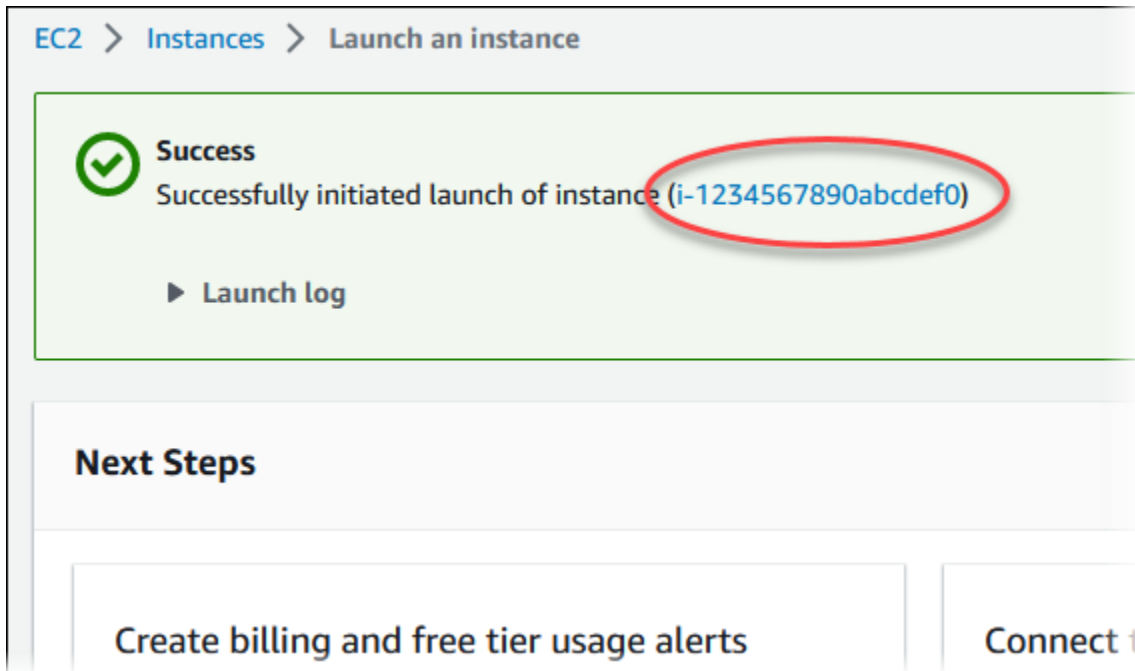 EC2 > Instances > Launch an instance
Success
Successfully initiated launch of instance (i-1234567890abcdef0)
Launch log
Next Steps
Create billing and free tier usage alerts
Connect